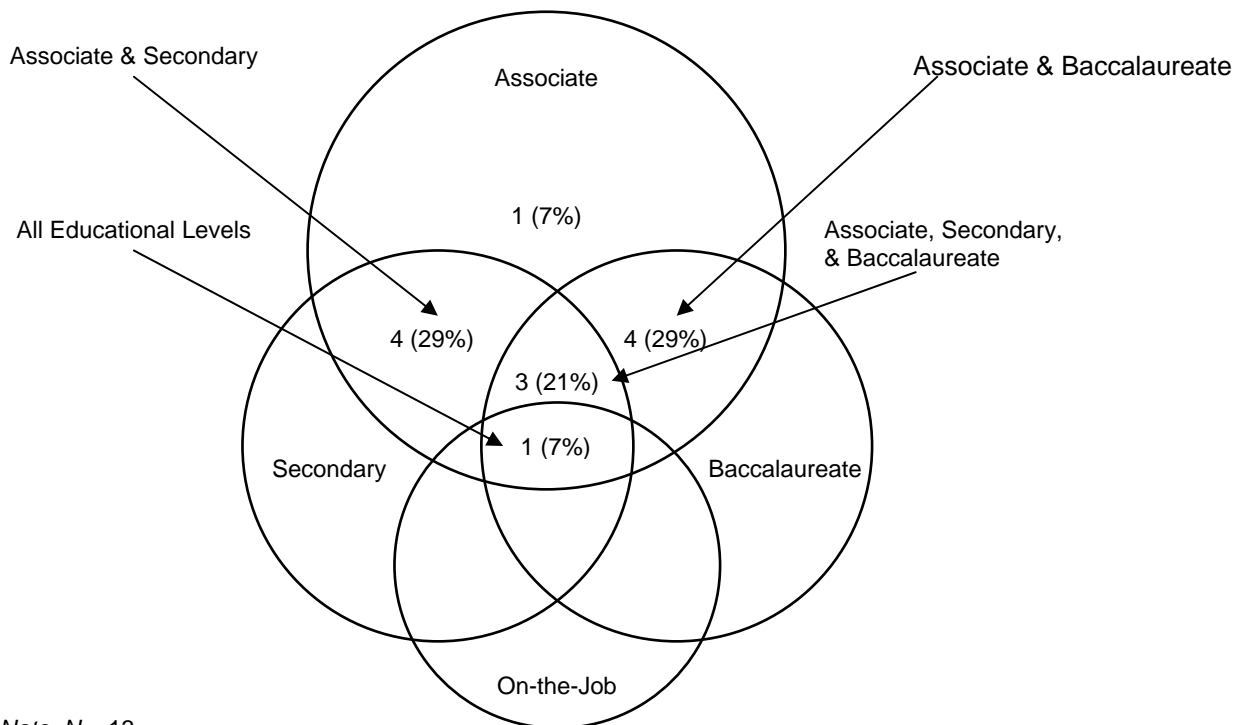 Associate & Secondary
Associate
Associate & Baccalaureate
1 (7%)
All Educational Levels
Associate, Secondary,
& Baccalaureate
4 (29%)
4 (29%)
3 (21%)
1 (7%)
Secondary
Baccalaureate
On-the-Job